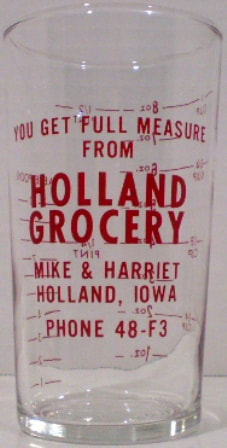 YOU GET FULL MEASURE
FROM
HOLLAND
GROCERY
MIKE & HARRIET
HOLLAND, IOWA
PHONE 48-F3